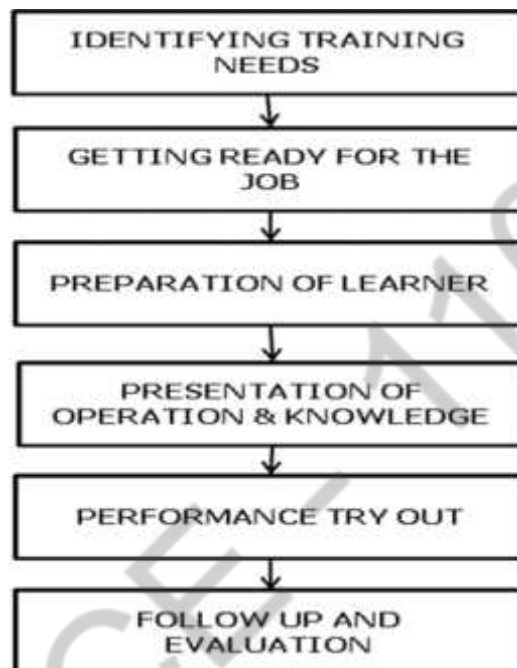 IDENTIFYING TRAINING
NEEDS
GETTING READY FOR THE
JOB
PREPARATION OF LEARNER
PRESENTATION OF
OPERATION & KNOWLEDGE
PERFORMANCE TRY OUT
FOLLOW UP AND
EVALUATION